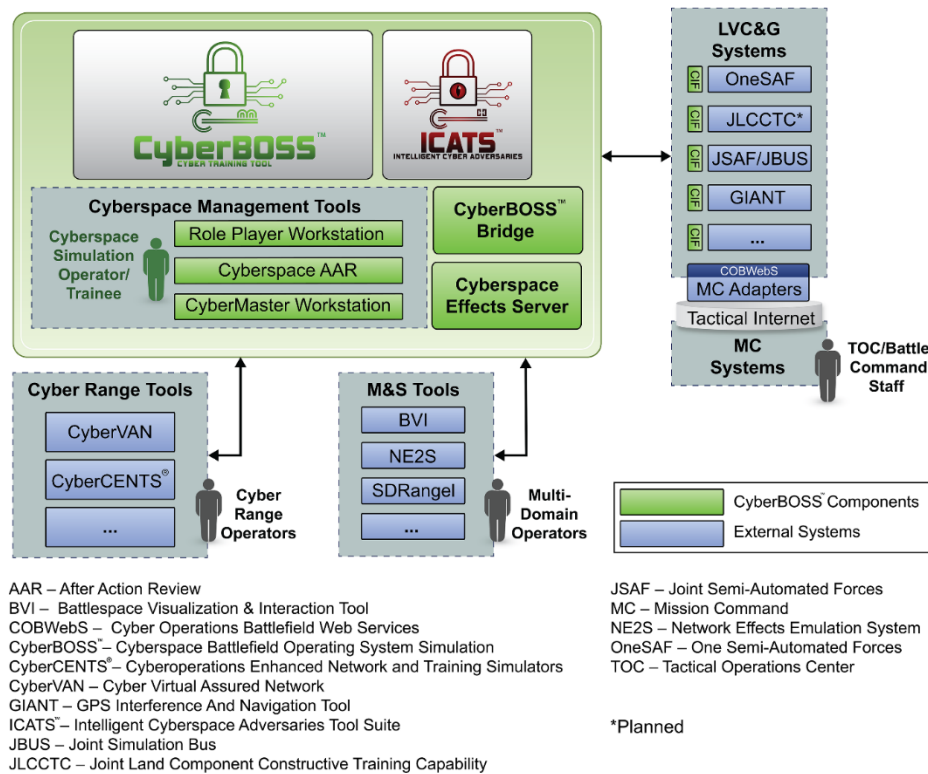 CyberBOSS™
CYBER TRAINING TOOL
ICATS™
INTELLIGENT CYBER ADVERSARIES
Cyberspace Management Tools
Cyberspace
Simulation
Operator/
Trainee
Role Player Workstation
Cyberspace AAR
CyberMaster Workstation
CyberBOSS™
Bridge
Cyberspace
Effects Server
LVC&G
Systems
CIF OneSAF
CIF JLCCTC*
CIF JSAF/JBUS
CIF GIANT
CIF ...
COBWebS
MC Adapters
Tactical Internet
MC
Systems
TOC/Battle
Command
Staff
Cyber Range Tools
CyberVAN
CyberCENTS®
...
Cyber
Range
Operators
M&S Tools
BVI
NE2S
SDRangel
...
Multi-
Domain
Operators
CyberBOSS™ Components
External Systems
AAR – After Action Review
BVI – Battlespace Visualization & Interaction Tool
COBWebS – Cyber Operations Battlefield Web Services
CyberBOSS™– Cyberspace Battlefield Operating System Simulation
CyberCENTS®– Cyberoperations Enhanced Network and Training Simulators
CyberVAN – Cyber Virtual Assured Network
GIANT – GPS Interference And Navigation Tool
ICATS™– Intelligent Cyberspace Adversaries Tool Suite
JBUS – Joint Simulation Bus
JLCCTC – Joint Land Component Constructive Training Capability
JSAF – Joint Semi-Automated Forces
MC – Mission Command
NE2S – Network Effects Emulation System
OneSAF – One Semi-Automated Forces
TOC – Tactical Operations Center
*Planned